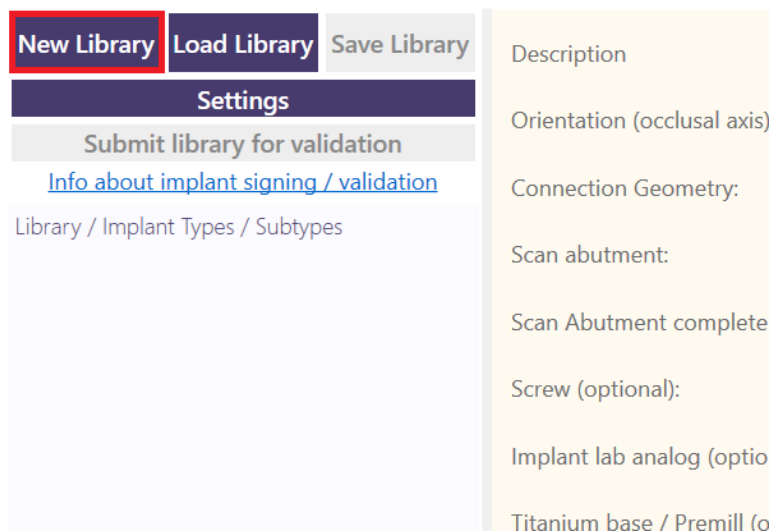 New Library Load Library Save Library
Settings
Submit library for validation
Info about implant signing / validation
Library / Implant Types / Subtypes
Description
Orientation (occlusal axis)
Connection Geometry:
Scan abutment:
Scan Abutment complete
Screw (optional):
Implant lab analog (optio
Titanium base / Premill (o